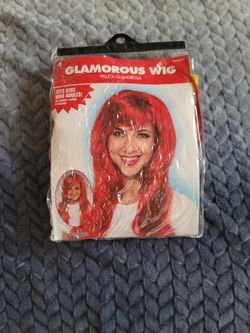 GLAMOROUS WIG
PELUCA GLAMOROSA
FITS KIDS
AND ADULTS!